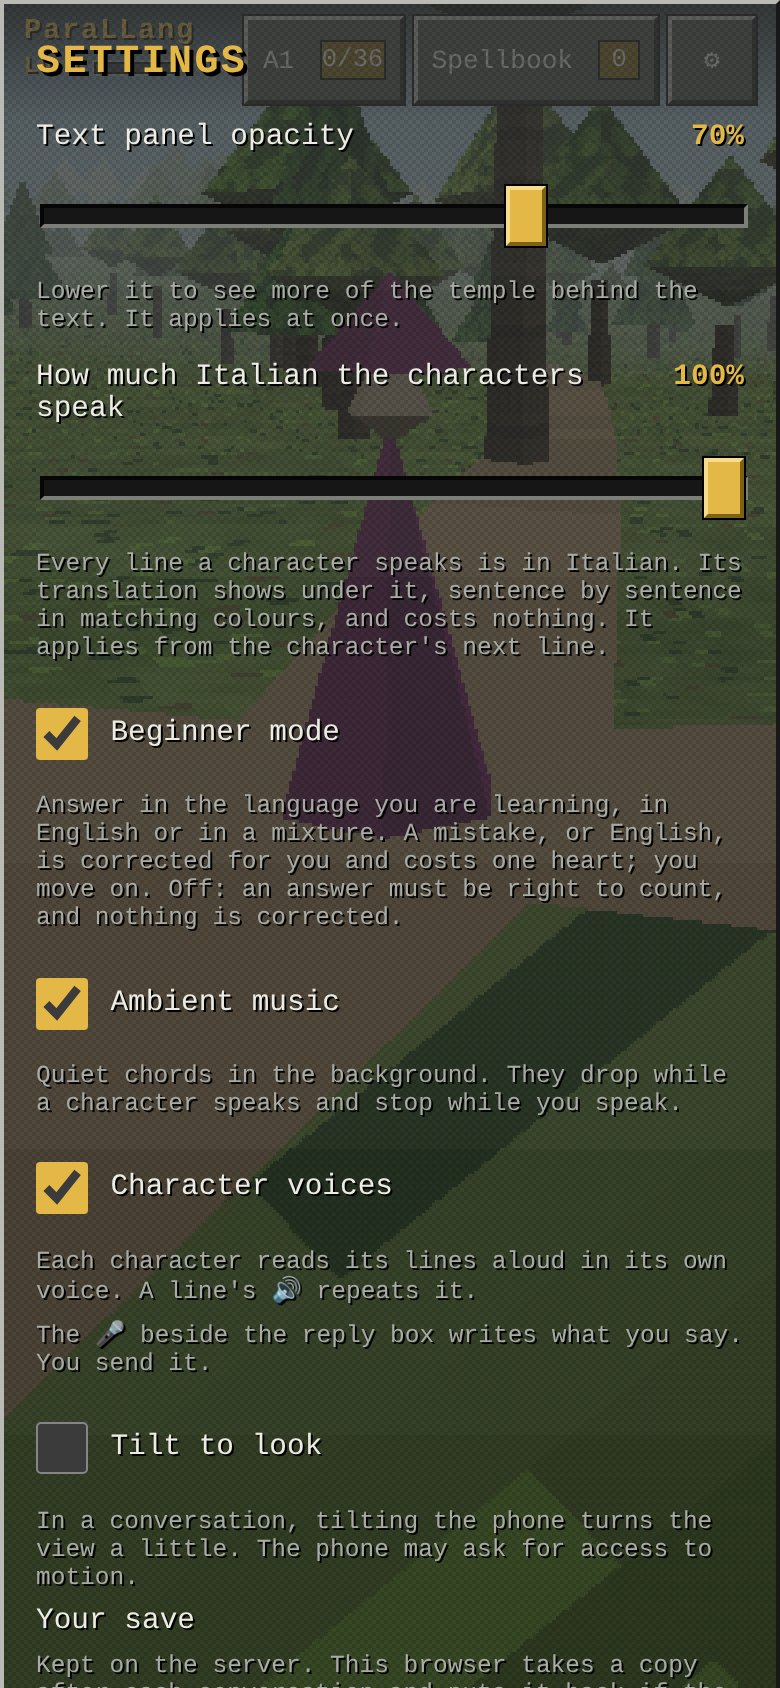 ParaLLang
SETTINGS
A1 0/36
Spellbook 0
Text panel opacity 70%
Lower it to see more of the temple behind the
text. It applies at once.
How much Italian the characters 100%
speak
Every line a character speaks is in Italian. Its
translation shows under it, sentence by sentence
in matching colours, and costs nothing. It
applies from the character's next line.
Beginner mode
Answer in the language you are learning, in
English or in a mixture. A mistake, or English,
is corrected for you and costs one heart; you
move on. Off: an answer must be right to count,
and nothing is corrected.
Ambient music
Quiet chords in the background. They drop while
a character speaks and stop while you speak.
Character voices
Each character reads its lines aloud in its own
voice. A line's 🔊 repeats it.
The 🎤 beside the reply box writes what you say.
You send it.
Tilt to look
In a conversation, tilting the phone turns the
view a little. The phone may ask for access to
motion.
Your save
Kept on the server. This browser takes a copy